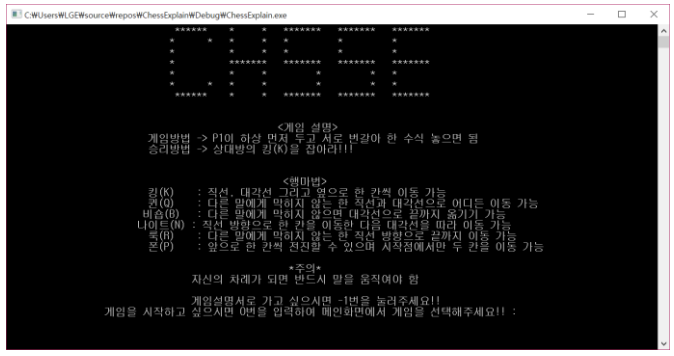 C:\Users\LGE\source\repos\ChessExplain\Debug\ChessExplain.exe
<게임 설명>
게임방법 -> P1이 하상 먼저 두고 서로 번갈아 한 수식 놓으면 됨
승리방법 -> 상대방의 킹(K)을 잡아라!!!
<행마법>
킹(K) : 직선, 대각선 그리고 옆으로 한 칸씩 이동 가능
퀸(Q) : 다른 말에게 막히지 않는 한 직선과 대각선으로 어디든 이동 가능
비숍(B) : 다른 말에게 막히지 않으면 대각선으로 끝까지 옮기기 가능
나이트(N) : 직선 방향으로 한 칸을 이동한 다음 대각선을 따라 이동 가능
룩(R) : 다른 말에게 막히지 않는 한 직선 방향으로 끝까지 이동 가능
폰(P) : 앞으로 한 칸씩 전진할 수 있으며 시작점에서만 두 칸을 이동 가능
*주의*
자신의 차례가 되면 반드시 말을 움직여야 함
게임설명서로 가고 싶으시면 -1번을 눌러주세요!!
게임을 시작하고 싶으시면 0번을 입력하여 메인화면에서 게임을 선택해주세요!! :